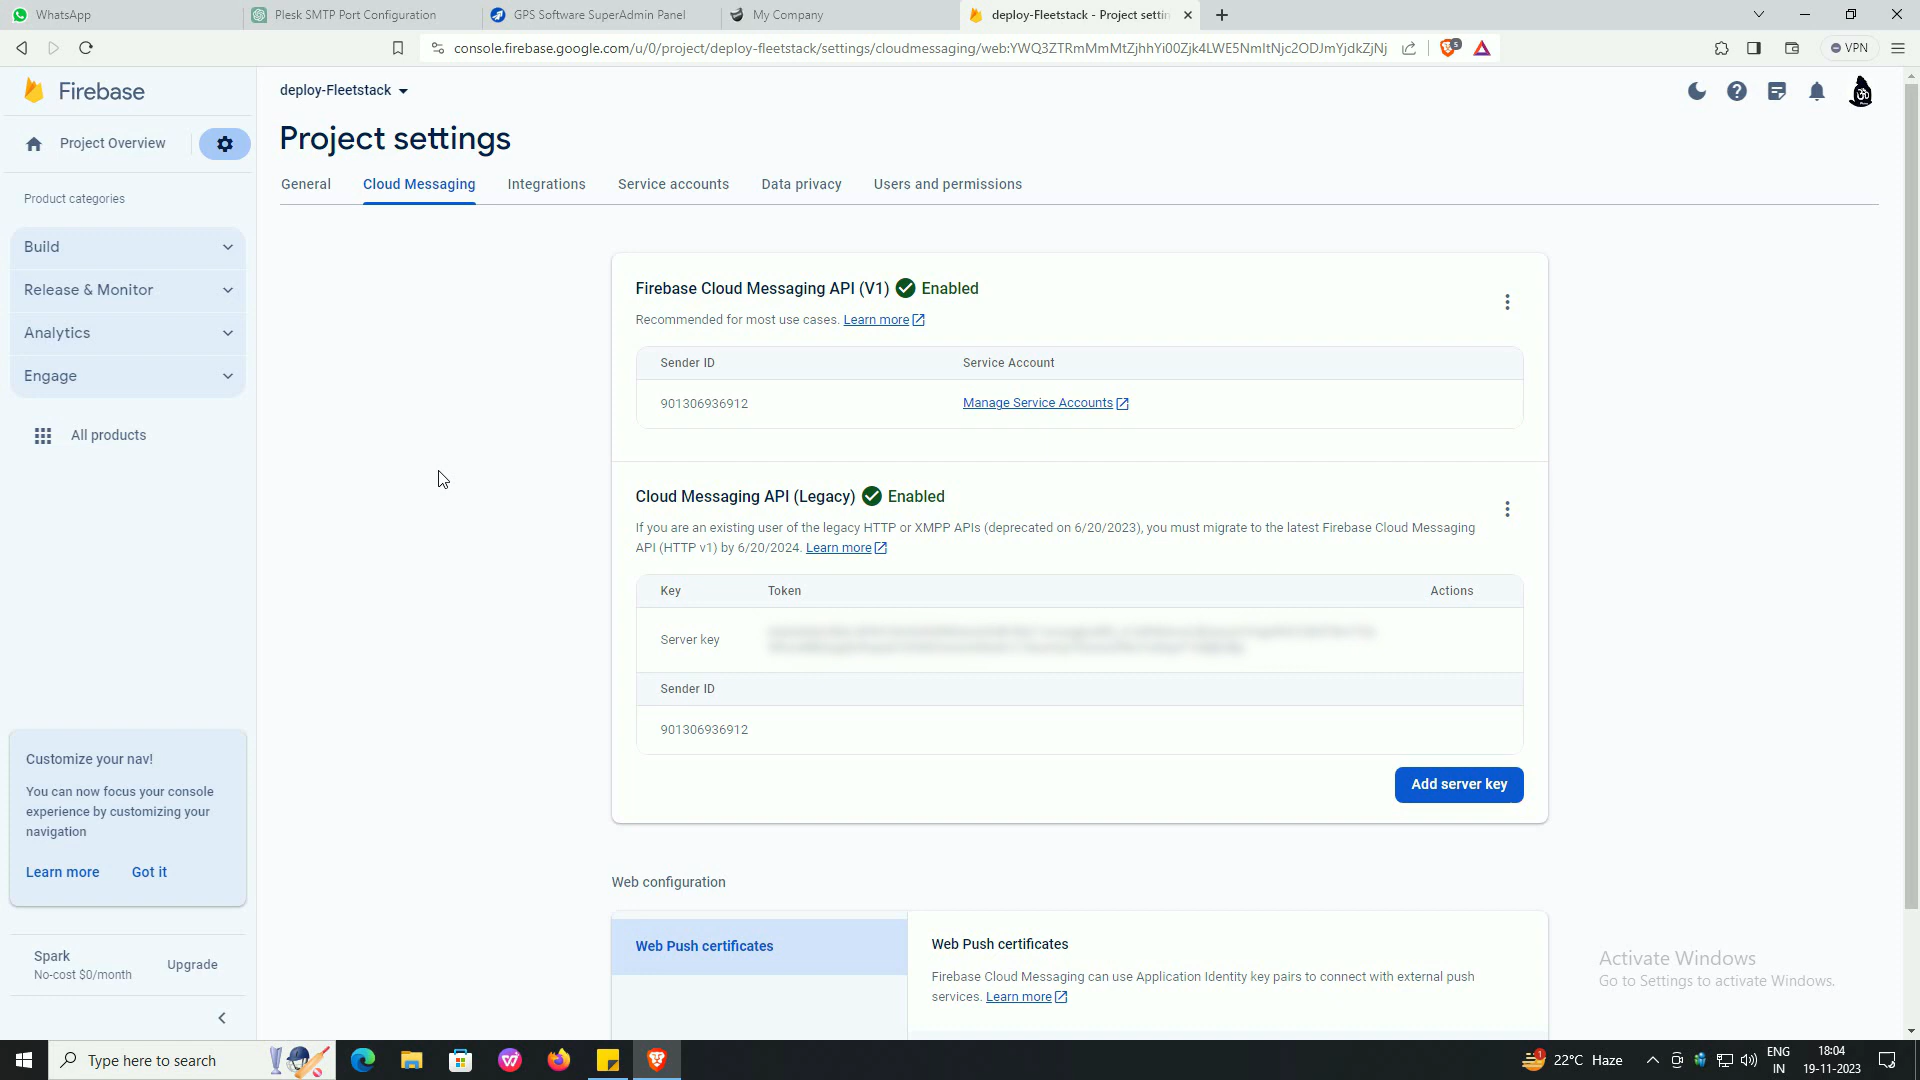 WhatsApp
Plesk SMTP Port Configuration
GPS Software SuperAdmin Panel
My Company
deploy-Fleetstack - Project settin
console.firebase.google.com/u/0/project/deploy-fleetstack/settings/cloudmessaging/web:YWQ3ZTRmMmMtZjhhYi00Zjk4LWE5NmItNjc2ODJmYjdkZjNj
5
VPN
Firebase
deploy-Fleetstack
Project Overview
Project settings
General
Cloud Messaging
Integrations
Service accounts
Data privacy
Users and permissions
Product categories
Build
Release & Monitor
Analytics
Engage
All products
Firebase Cloud Messaging API (V1) Enabled
Recommended for most use cases. Learn more
Sender ID
Service Account
901306936912
Manage Service Accounts
Cloud Messaging API (Legacy) Enabled
If you are an existing user of the legacy HTTP or XMPP APIs (deprecated on 6/20/2023), you must migrate to the latest Firebase Cloud Messaging
API (HTTP v1) by 6/20/2024. Learn more
Key
Token
Actions
Server key
Sender ID
901306936912
Add server key
Customize your nav!
You can now focus your console
experience by customizing your
navigation
Learn more
Got it
Spark
No-cost $0/month
Upgrade
Web configuration
Web Push certificates
Web Push certificates
Firebase Cloud Messaging can use Application Identity key pairs to connect with external push
services. Learn more
Activate Windows
Go to Settings to activate Windows.
Type here to search
1
22°C Haze
ENG
IN
18:04
19-11-2023